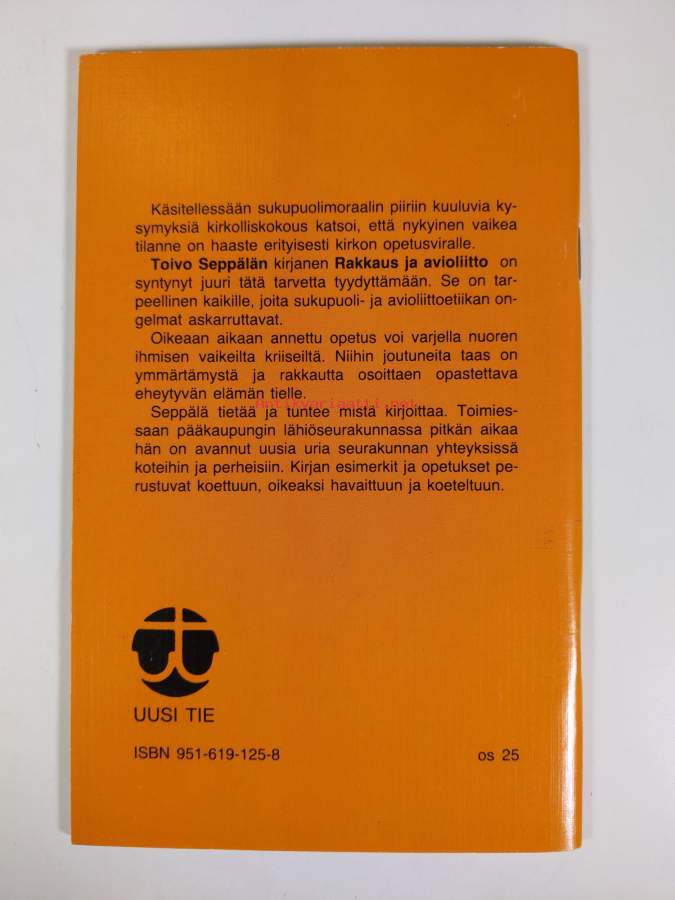 Käsitellessään sukupuolimoraalin piiriin kuuluvia ky-
symyksiä kirkolliskokous katsoi, että nykyinen vaikea
tilanne on haaste erityisesti kirkon opetusviralle.
Toivo Seppälän kirjanen Rakkaus ja avioliitto on
syntynyt juuri tätä tarvetta tyydyttämään. Se on tar-
peellinen kaikille, joita sukupuoli- ja avioliittoetiikan on-
gelmat askarruttavat.
Oikeaan aikaan annettu opetus voi varjella nuoren
ihmisen vaikeilta kriiseiltä. Niihin joutuneita taas on
ymmärtämystä ja rakkautta osoittaen opastettava
eheytyvän elämän tielle.
Antikvariaatti.net
Seppälä tietää ja tuntee mistä kirjoittaa. Toimies-
saan pääkaupungin lähiöseurakunnassa pitkän aikaa
hän on avannut uusia uria seurakunnan yhteyksissä
koteihin ja perheisiin. Kirjan esimerkit ja opetukset pe-
rustuvat koettuun, oikeaksi havaittuun ja koeteltuun.
UUSI TIE
ISBN 951-619-125-8 os 25